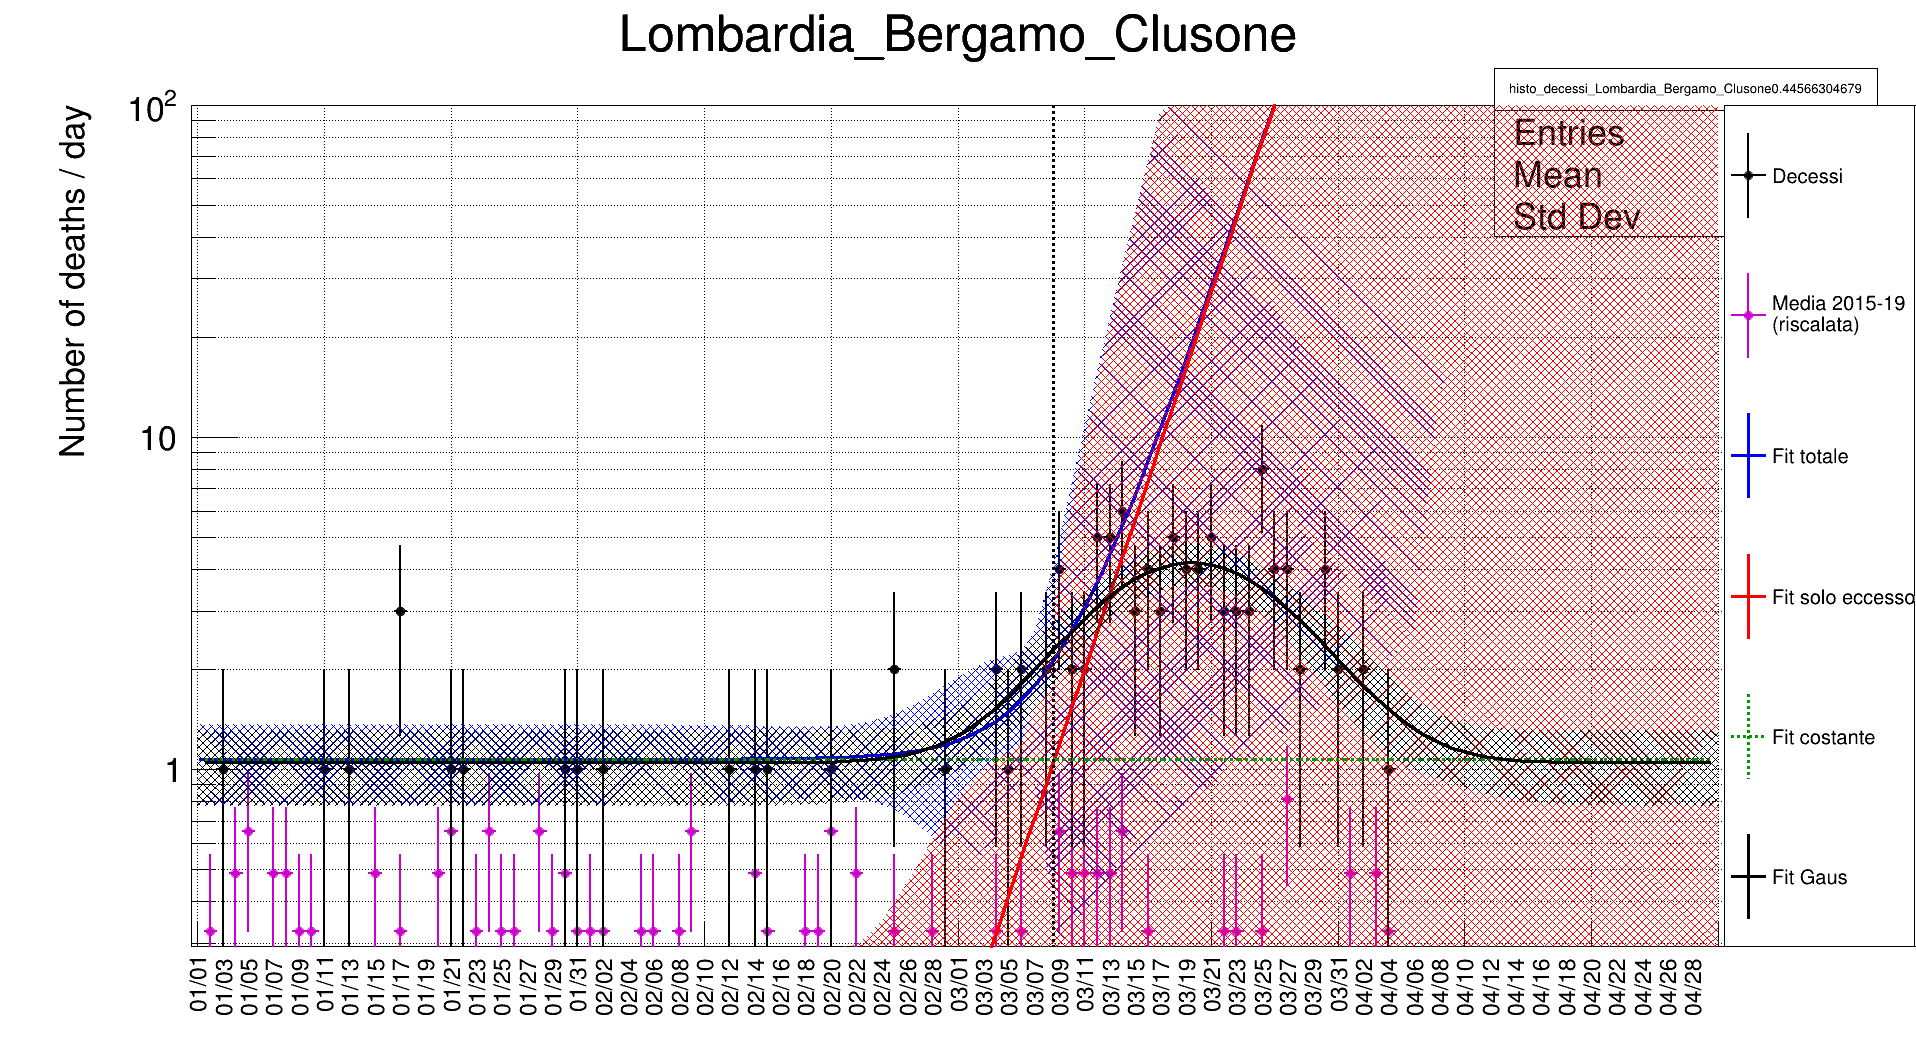 Lombardia_Bergamo_Clusone
histo_decessi_Lombardia_Bergamo_Clusone0.44566304679
Entries
Mean
Std Dev
Number of deaths / day
10²
10
1
Decessi
Media 2015-19
(riscalata)
Fit totale
Fit solo eccesso
Fit costante
Fit Gaus
01/01 01/03 01/05 01/07 01/09 01/11 01/13 01/15 01/17 01/19 01/21 01/23 01/25 01/27 01/29 01/31 02/02 02/04 02/06 02/08 02/10 02/12 02/14 02/16 02/18 02/20 02/22 02/24 02/26 02/28 03/01 03/03 03/05 03/07 03/09 03/11 03/13 03/15 03/17 03/19 03/21 03/23 03/25 03/27 03/29 03/31 04/02 04/04 04/06 04/08 04/10 04/12 04/14 04/16 04/18 04/20 04/22 04/24 04/26 04/28